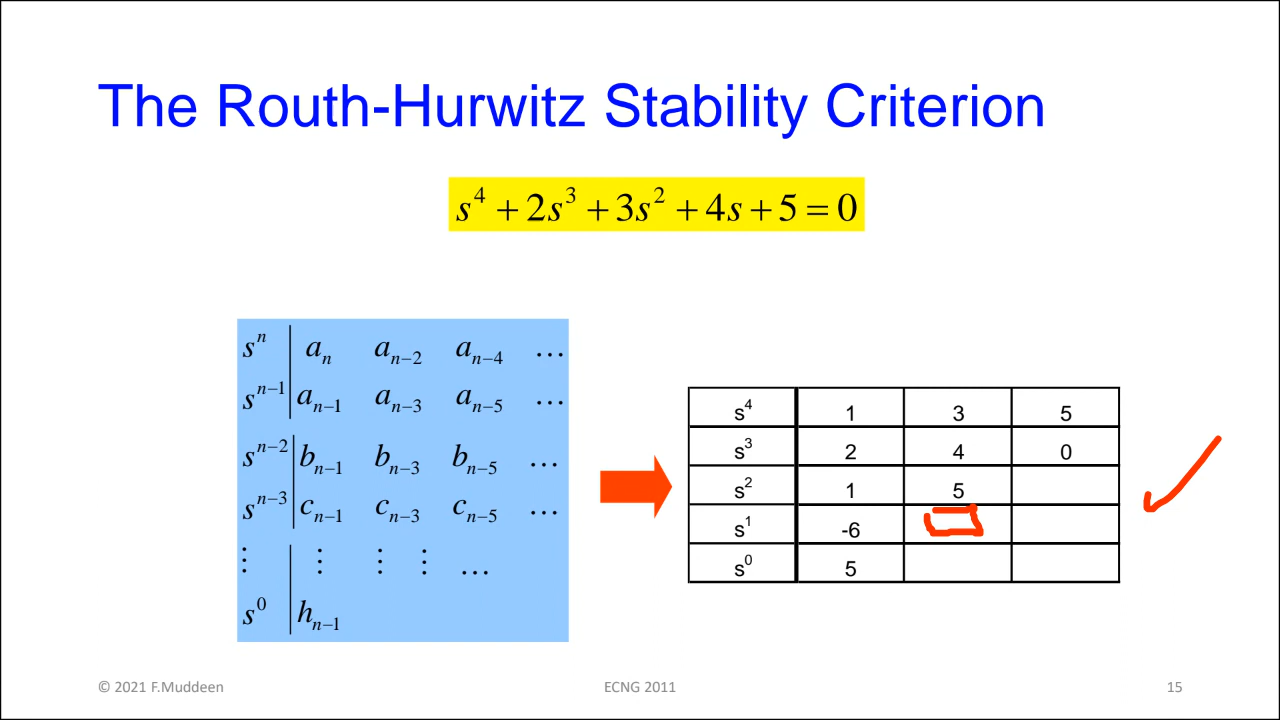 The Routh-Hurwitz Stability Criterion
s⁴ + 2s³ + 3s² + 4s + 5 = 0
sⁿ aₙ aₙ₋₂ aₙ₋₄ …
sⁿ⁻¹ aₙ₋₁ aₙ₋₃ aₙ₋₅ …
sⁿ⁻² bₙ₋₁ bₙ₋₃ bₙ₋₅ …
sⁿ⁻³ cₙ₋₁ cₙ₋₃ cₙ₋₅ …
⋮ ⋮ ⋮ ⋮ …
s⁰ hₙ₋₁
s⁴ 1 3 5
s³ 2 4 0
s² 1 5
s¹ -6
s⁰ 5
© 2021 F.Muddeen
ECNG 2011
15